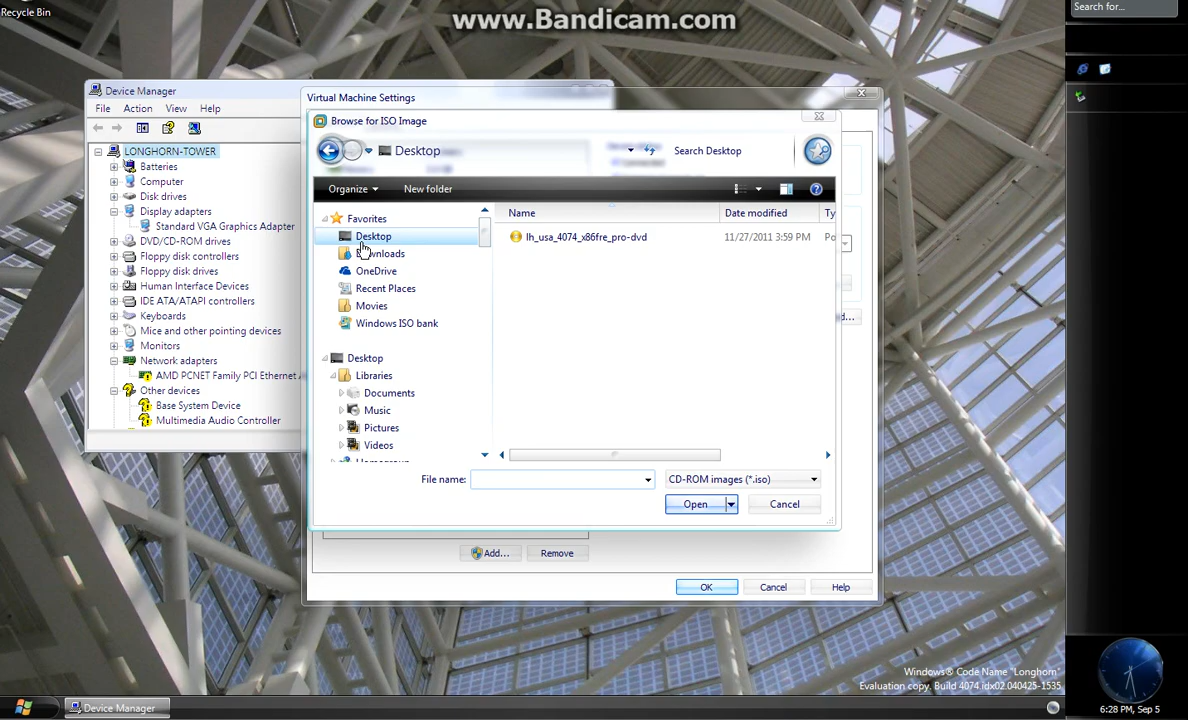 Recycle Bin
www.Bandicam.com
Search for...
Device Manager
File Action View Help
LONGHORN-TOWER
Batteries
Computer
Disk drives
Display adapters
Standard VGA Graphics Adapter
DVD/CD-ROM drives
Floppy disk controllers
Floppy disk drives
Human Interface Devices
IDE ATA/ATAPI controllers
Keyboards
Mice and other pointing devices
Monitors
Network adapters
AMD PCNET Family PCI Ethernet
Other devices
Base System Device
Multimedia Audio Controller
Virtual Machine Settings
Browse for ISO Image
Desktop
Search Desktop
Organize New folder
Favorites
Desktop
Downloads
OneDrive
Recent Places
Movies
Windows ISO bank
Desktop
Libraries
Documents
Music
Pictures
Videos
Name Date modified Ty
lh_usa_4074_x86fre_pro-dvd 11/27/2011 3:59 PM Po
File name: CD-ROM images (*.iso)
Open Cancel
d...
Add... Remove
OK Cancel Help
Windows® Code Name "Longhorn"
Evaluation copy. Build 4074.idx02.040425-1535
Device Manager
6:28 PM, Sep 5